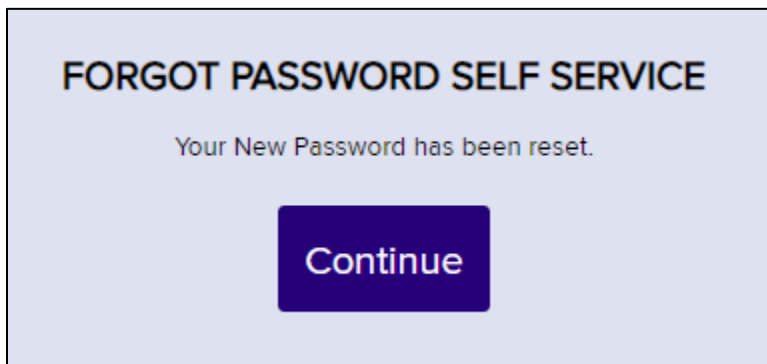 FORGOT PASSWORD SELF SERVICE
Your New Password has been reset.
Continue